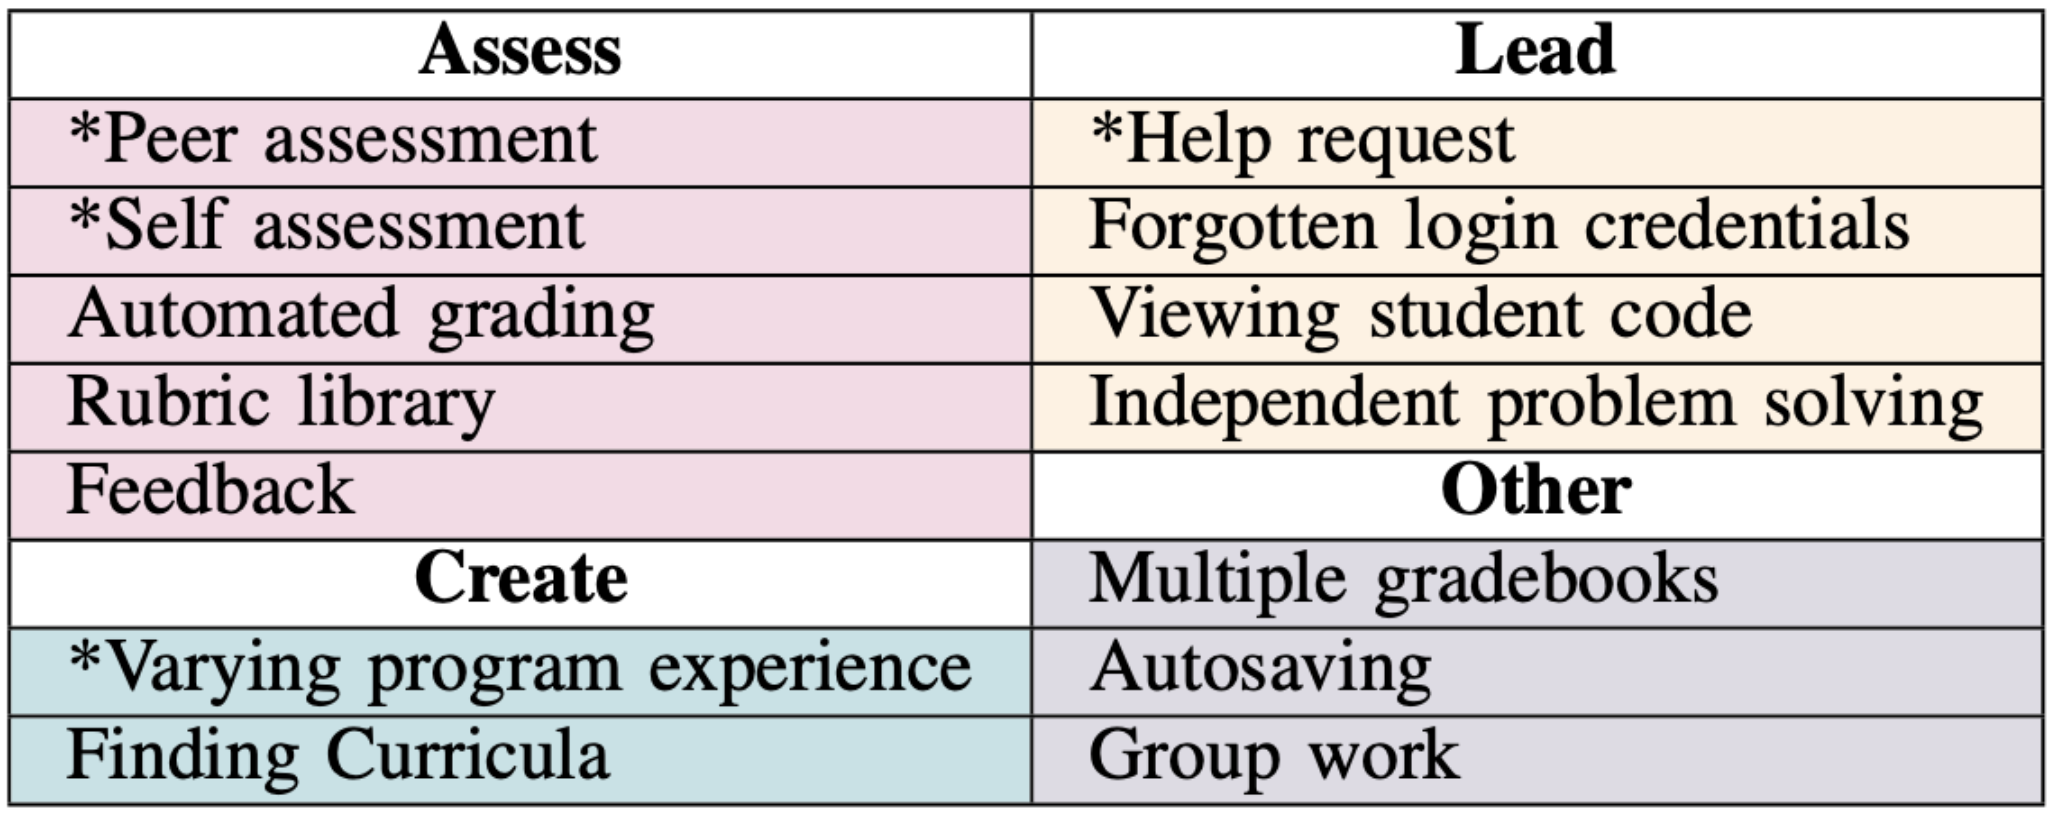 Assess
*Peer assessment
*Self assessment
Automated grading
Rubric library
Feedback
Create
*Varying program experience
Finding Curricula
Lead
*Help request
Forgotten login credentials
Viewing student code
Independent problem solving
Other
Multiple gradebooks
Autosaving
Group work